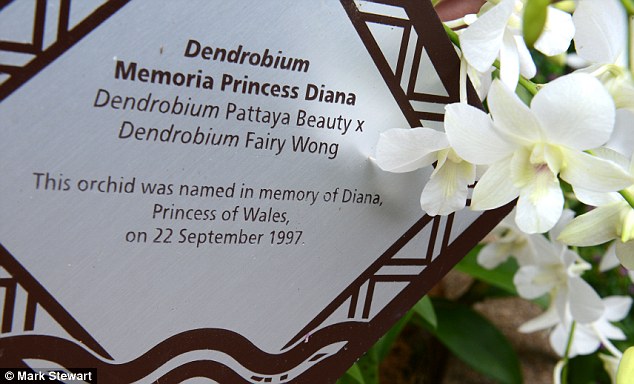 Dendrobium
Memoria Princess Diana
Dendrobium Pattaya Beauty x
Dendrobium Fairy Wong
This orchid was named in memory of Diana,
Princess of Wales,
on 22 September 1997.
© Mark Stewart